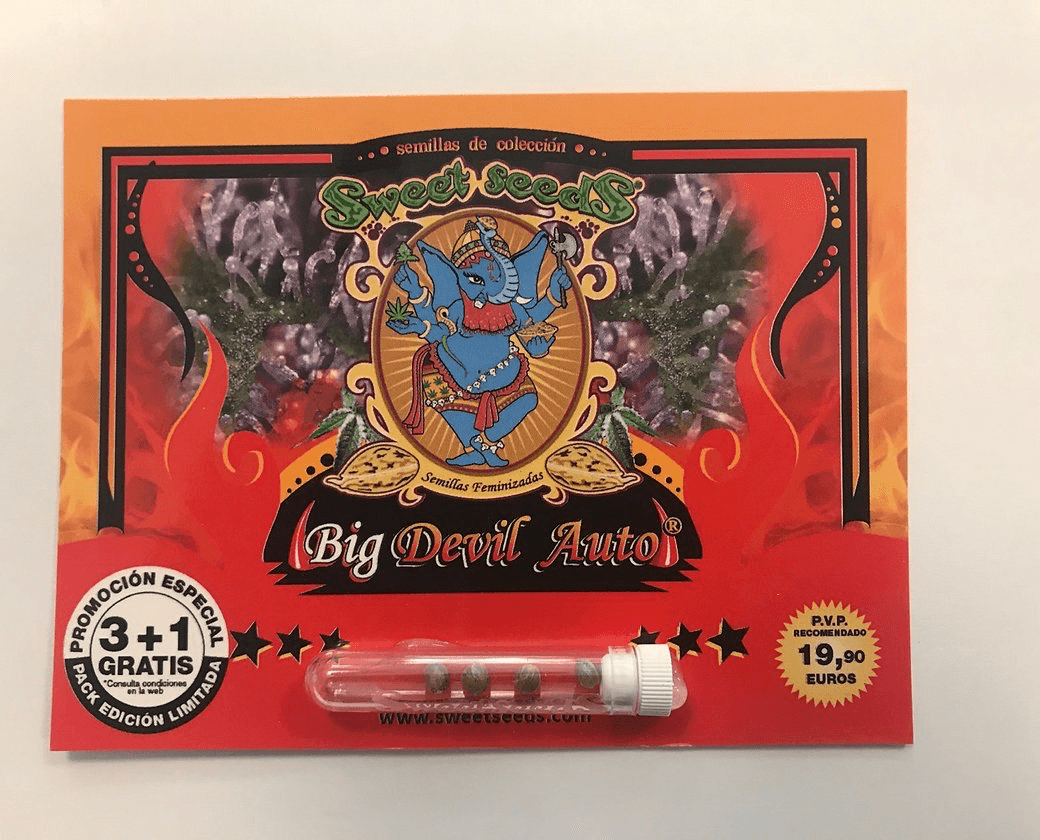 semillas de colección
Sweet Seeds®
Semillas Feminizadas
Big Devil Auto®
PROMOCIÓN ESPECIAL
3+1
GRATIS
*Consulta condiciones
en la web
PACK EDICIÓN LIMITADA
P.V.P.
RECOMENDADO
19,90
EUROS
www.sweetseeds.com